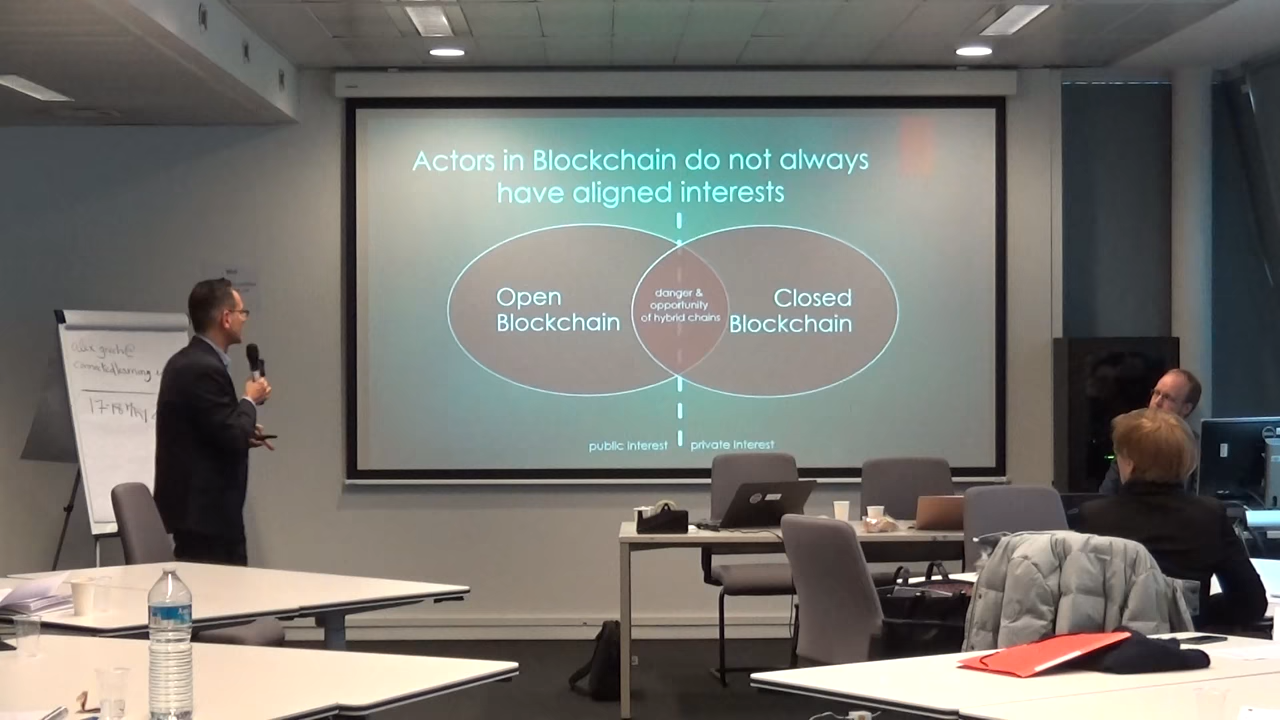 Actors in Blockchain do not always
have aligned interests
Open
Blockchain
danger &
opportunity
of hybrid chains
Closed
Blockchain
public interest
private interest